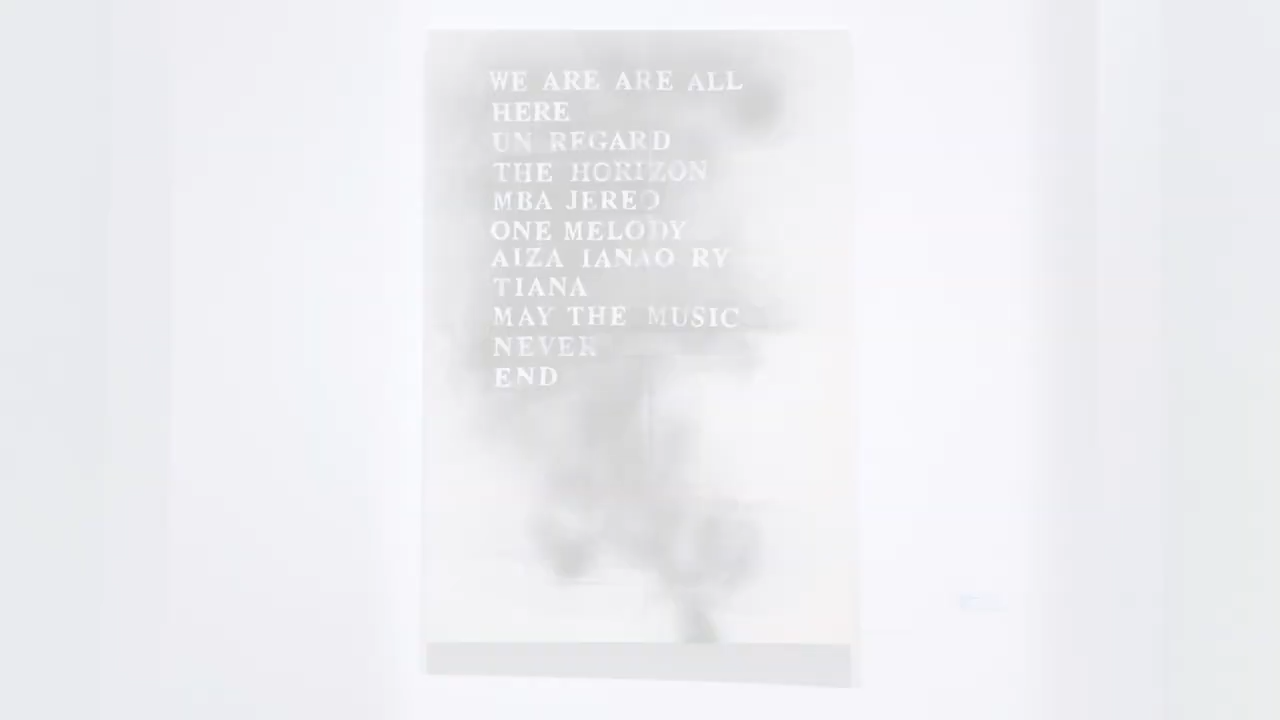 WE ARE ARE ALL
HERE
UN REGARD
THE HORIZON
MBA JEREO
ONE MELODY
AIZA IANAO RY
TIANA
MAY THE MUSIC
NEVER
END